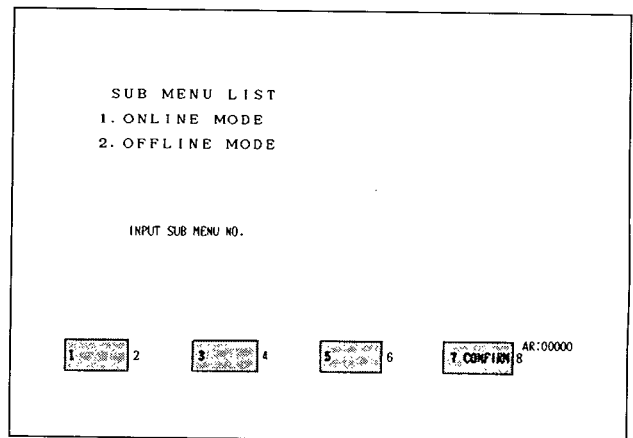 SUB MENU LIST
1. ONLINE MODE
2. OFFLINE MODE
INPUT SUB MENU NO.
AR:00000
1 2 3 4 5 6 7 CONFIRM 8